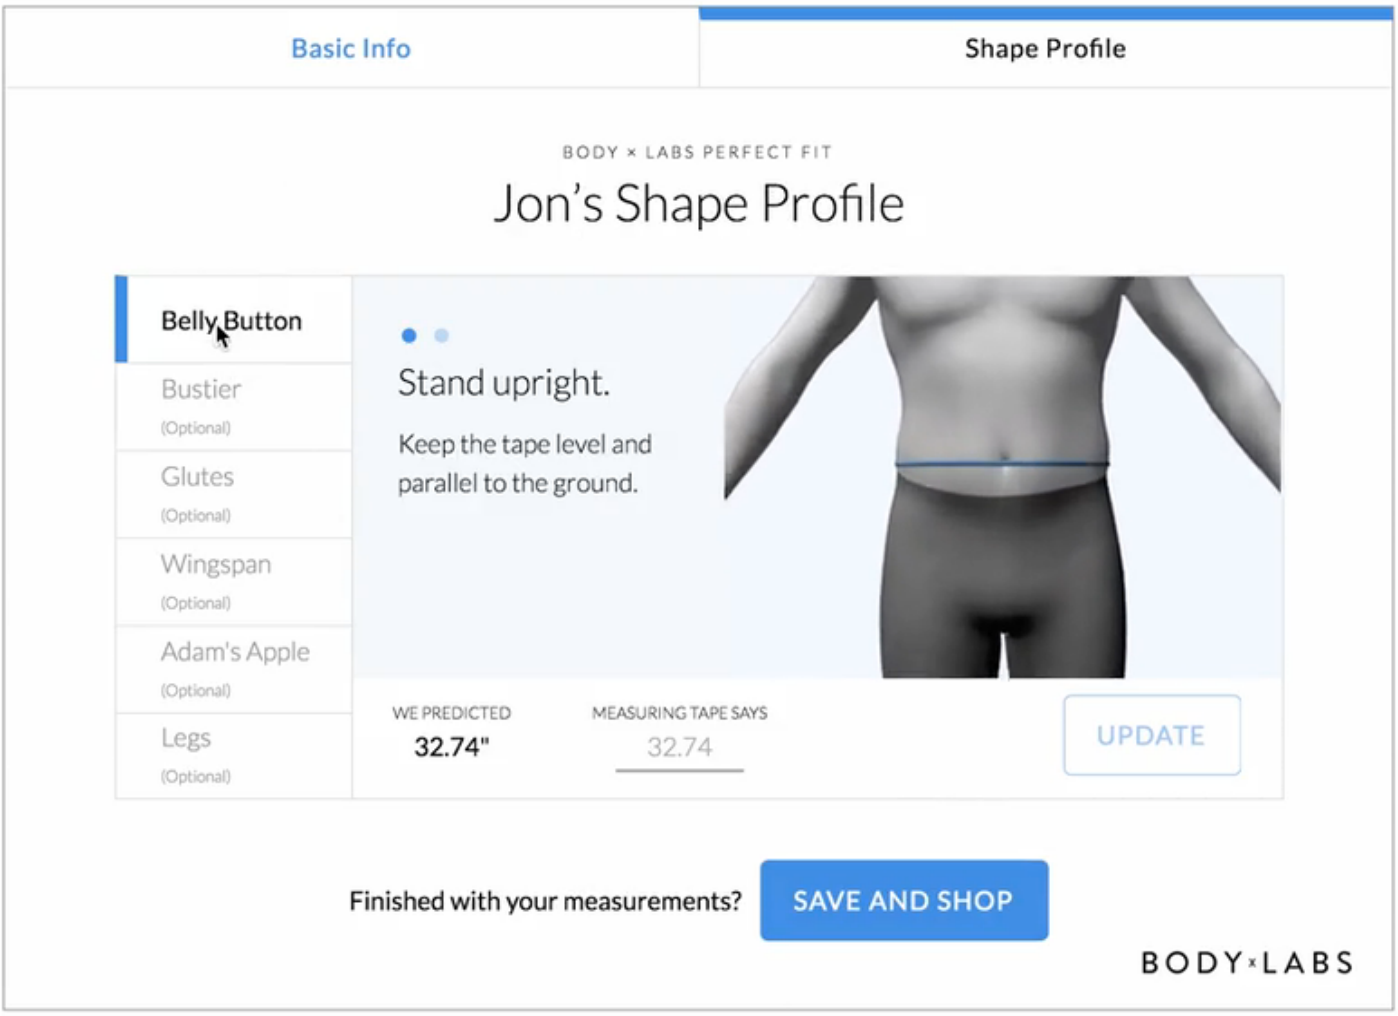 Basic Info
Shape Profile
BODY × LABS PERFECT FIT
Jon's Shape Profile
Belly Button
Bustier
(Optional)
Glutes
(Optional)
Wingspan
(Optional)
Adam's Apple
(Optional)
Legs
(Optional)
Stand upright.
Keep the tape level and
parallel to the ground.
WE PREDICTED
32.74"
MEASURING TAPE SAYS
32.74
UPDATE
Finished with your measurements?
SAVE AND SHOP
BODY×LABS